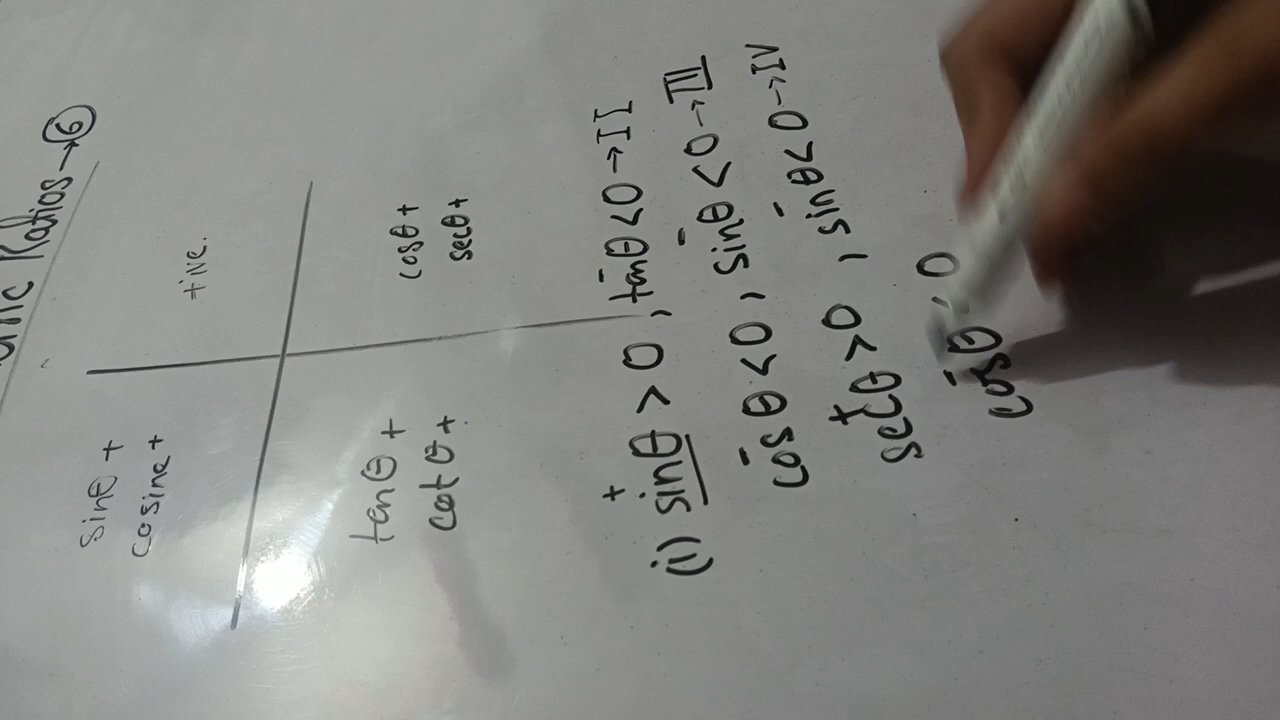 Ratios→6
sinθ +
cosine +
+ive.
tanθ +
cotθ +
cosθ +
secθ +
(i) sinθ > 0, tanθ < 0 → II
cosθ < 0, sinθ < 0 → III
secθ > 0, sinθ < 0 → IV
cosθ 0